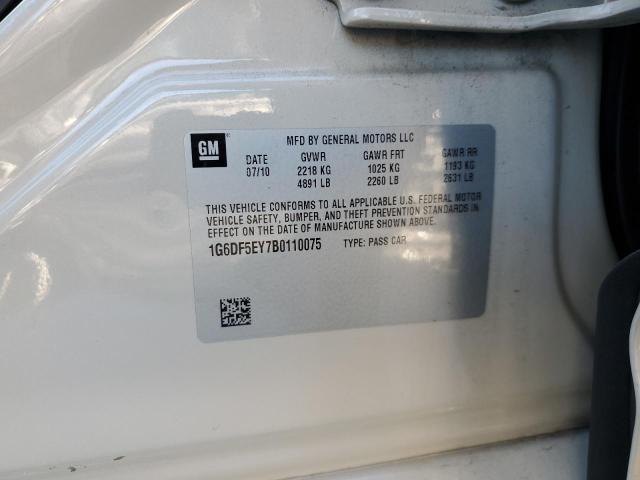 GM
MFD BY GENERAL MOTORS LLC
DATE GVWR GAWR FRT GAWR RR
07/10 2218 KG 1025 KG 1193 KG
4891 LB 2260 LB 2631 LB
THIS VEHICLE CONFORMS TO ALL APPLICABLE U.S. FEDERAL MOTOR
VEHICLE SAFETY, BUMPER, AND THEFT PREVENTION STANDARDS IN
EFFECT ON THE DATE OF MANUFACTURE SHOWN ABOVE.
1G6DF5EY7B0110075 TYPE: PASS CAR